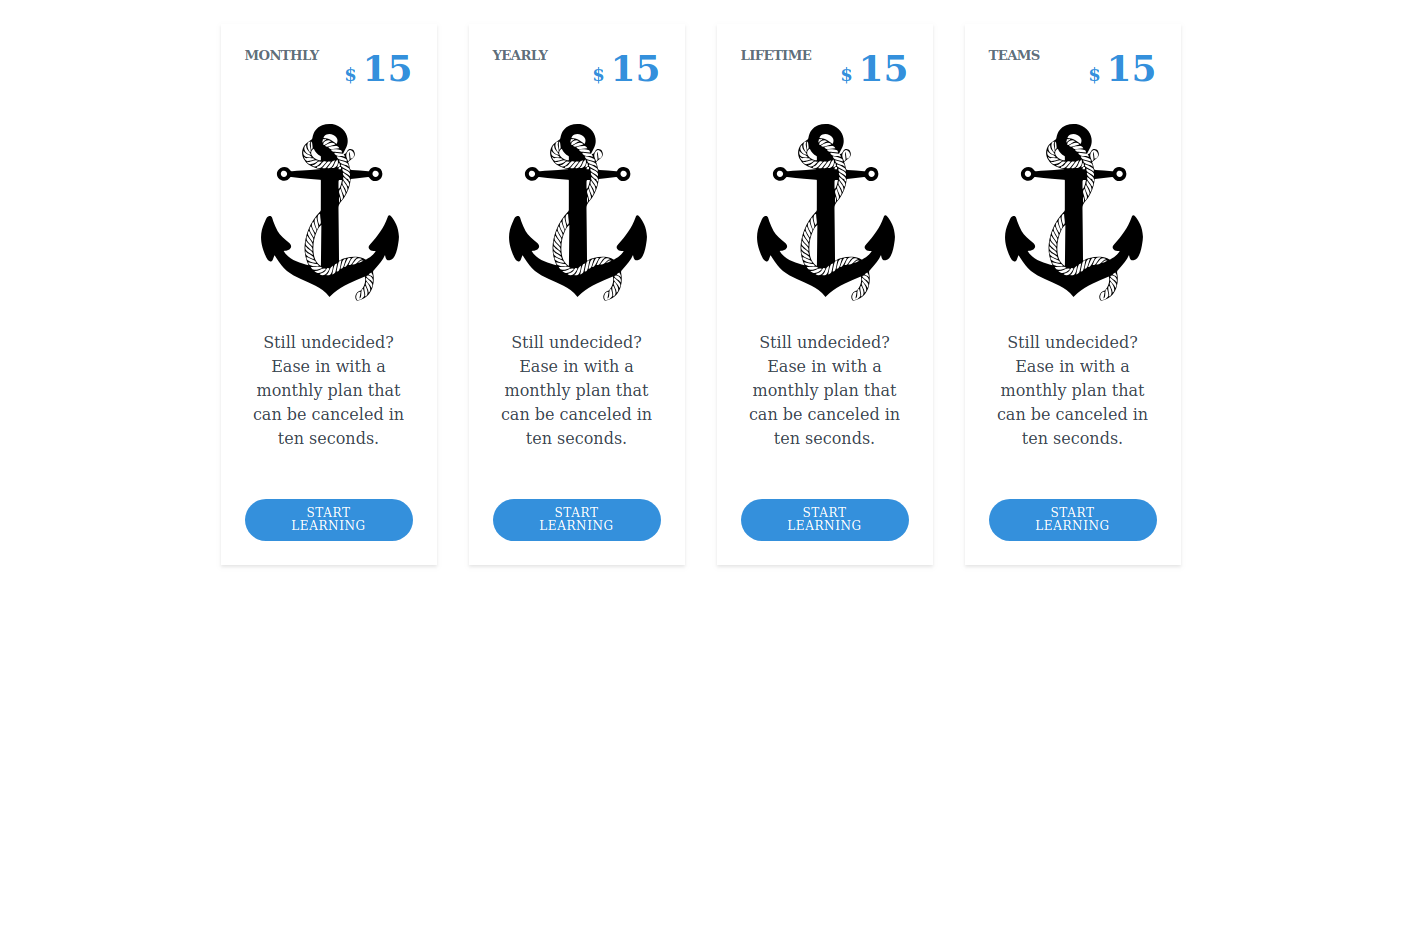 MONTHLY
$ 15
Still undecided?
Ease in with a
monthly plan that
can be canceled in
ten seconds.
START
LEARNING
YEARLY
$ 15
Still undecided?
Ease in with a
monthly plan that
can be canceled in
ten seconds.
START
LEARNING
LIFETIME
$ 15
Still undecided?
Ease in with a
monthly plan that
can be canceled in
ten seconds.
START
LEARNING
TEAMS
$ 15
Still undecided?
Ease in with a
monthly plan that
can be canceled in
ten seconds.
START
LEARNING